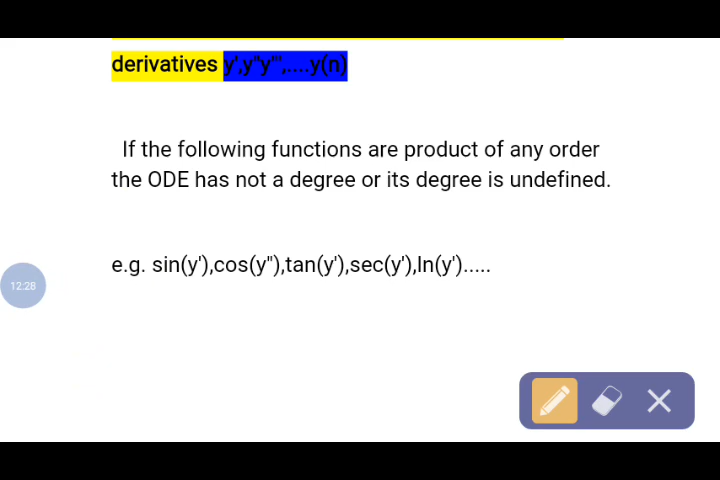 derivatives y',y"y"',....y(n)
If the following functions are product of any order
the ODE has not a degree or its degree is undefined.
e.g. sin(y'),cos(y"),tan(y'),sec(y'),ln(y').....
12:28